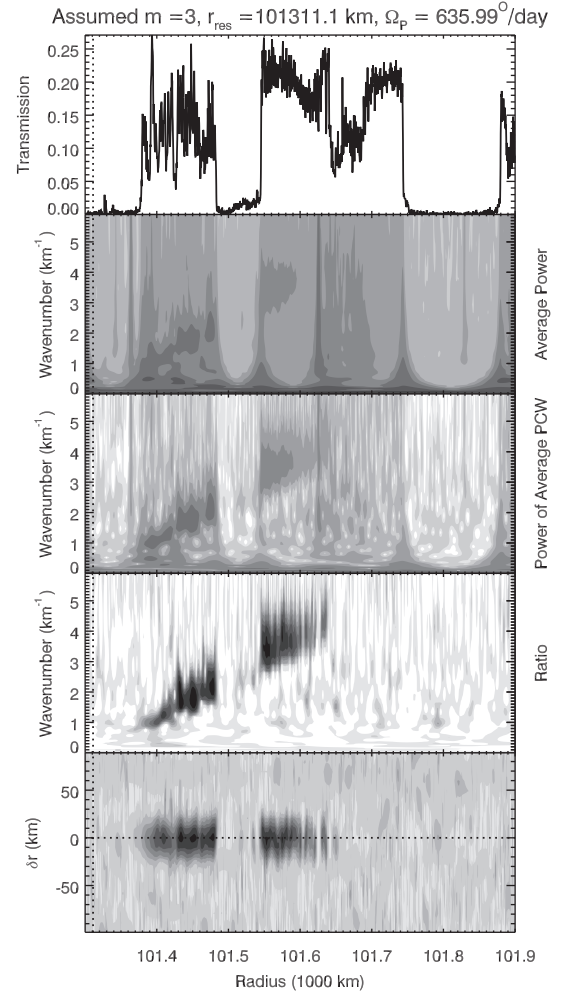 Assumed m =3, r_res =101311.1 km, Ω_P = 635.99°/day
0.25
0.20
0.15
0.10
0.05
0.00
Transmission
5
4
3
2
1
0
Wavenumber (km⁻¹)
Average Power
5
4
3
2
1
0
Wavenumber (km⁻¹)
Power of Average PCW
5
4
3
2
1
0
Wavenumber (km⁻¹)
Ratio
50
0
-50
δr (km)
101.4 101.5 101.6 101.7 101.8 101.9
Radius (1000 km)